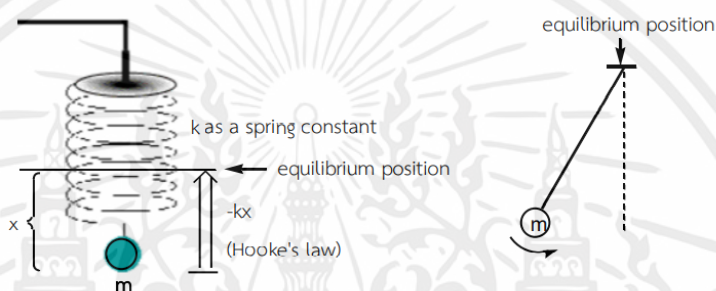 equilibrium position
k as a spring constant
equilibrium position
x
-kx
(Hooke's law)
m
m